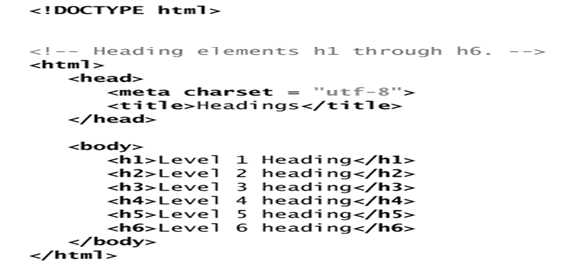 <!DOCTYPE html>
<!-- Heading elements h1 through h6. -->
<html>
<head>
<meta charset = "utf-8">
<title>Headings</title>
</head>
<body>
<h1>Level 1 Heading</h1>
<h2>Level 2 heading</h2>
<h3>Level 3 heading</h3>
<h4>Level 4 heading</h4>
<h5>Level 5 heading</h5>
<h6>Level 6 heading</h6>
</body>
</html>